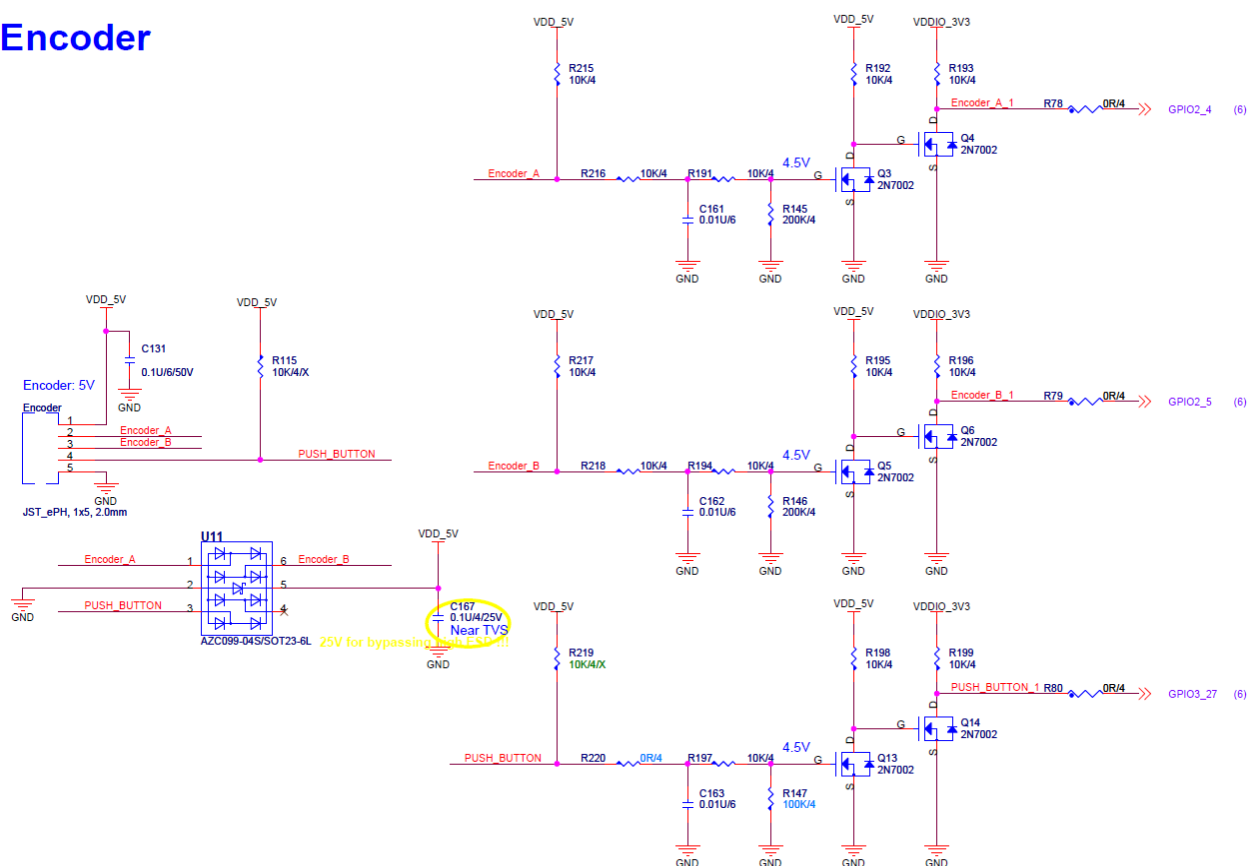 Encoder
VDD_5V
R215
10K/4
VDD_5V
VDDIO_3V3
R192
10K/4
R193
10K/4
Encoder_A_1
R78
0R/4
GPIO2_4
(6)
D
G
Q4
2N7002
S
Encoder_A
R216
10K/4
R191
10K/4
4.5V
G
D
Q3
2N7002
S
C161
0.01U/6
R145
200K/4
GND
GND
GND
GND
VDD_5V
VDD_5V
C131
0.1U/6/50V
GND
R115
10K/4/X
Encoder: 5V
Encoder
1
2
3
4
5
Encoder_A
Encoder_B
PUSH_BUTTON
GND
JST_ePH, 1x5, 2.0mm
VDD_5V
R217
10K/4
VDD_5V
VDDIO_3V3
R195
10K/4
R196
10K/4
Encoder_B_1
R79
0R/4
GPIO2_5
(6)
D
G
Q6
2N7002
S
Encoder_B
R218
10K/4
R194
10K/4
4.5V
G
D
Q5
2N7002
S
C162
0.01U/6
R146
200K/4
GND
GND
GND
GND
U11
Encoder_A
1
6
Encoder_B
2
5
GND
PUSH_BUTTON
3
4
AZC099-04S/SOT23-6L
VDD_5V
C167
0.1U/4/25V
Near TVS
25V for bypassing high ESD !!!
GND
VDD_5V
R219
10K/4/X
VDD_5V
VDDIO_3V3
R198
10K/4
R199
10K/4
PUSH_BUTTON_1
R80
0R/4
GPIO3_27
(6)
D
G
Q14
2N7002
S
PUSH_BUTTON
R220
0R/4
R197
10K/4
4.5V
G
D
Q13
2N7002
S
C163
0.01U/6
R147
100K/4
GND
GND
GND
GND